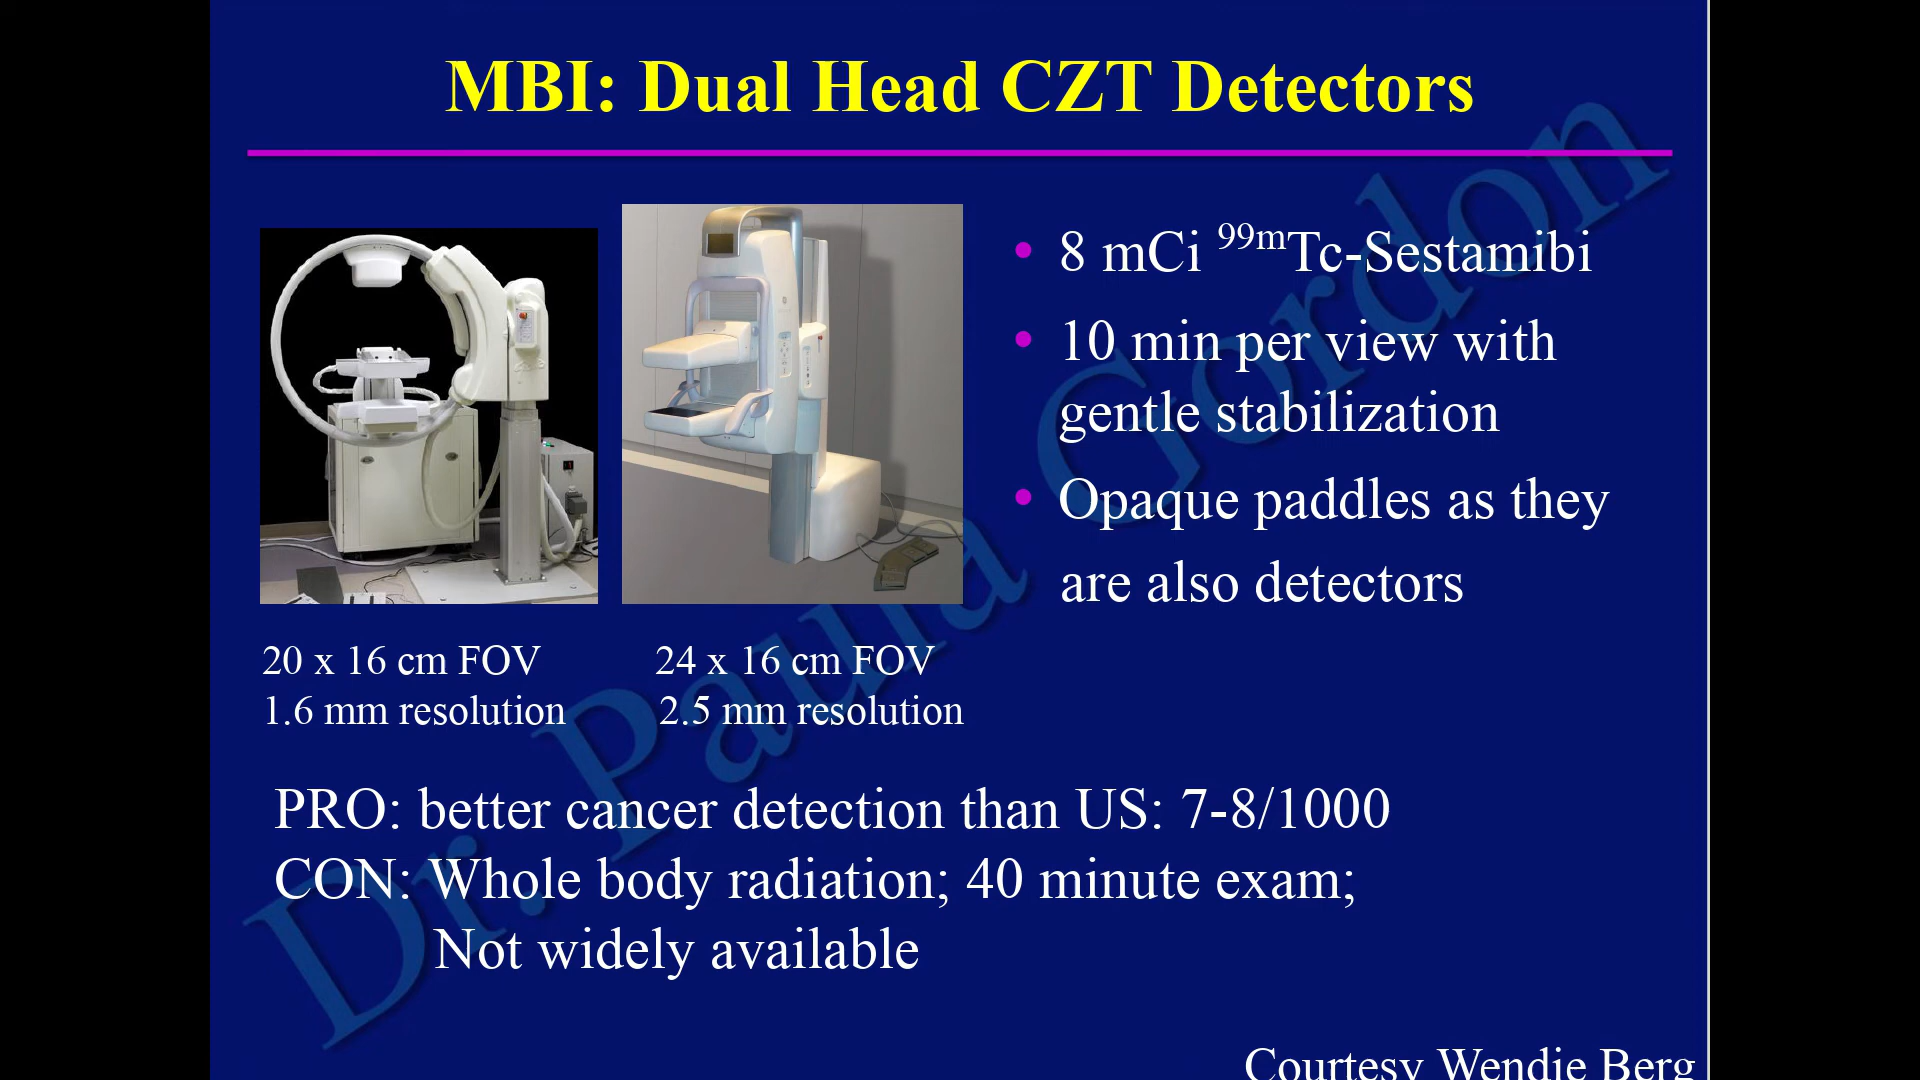 MBI: Dual Head CZT Detectors
• 8 mCi ⁹⁹ᵐTc-Sestamibi
• 10 min per view with
gentle stabilization
• Opaque paddles as they
are also detectors
20 x 16 cm FOV
1.6 mm resolution
24 x 16 cm FOV
2.5 mm resolution
PRO: better cancer detection than US: 7-8/1000
CON: Whole body radiation; 40 minute exam;
Not widely available
Courtesy Wendie Berg
Dr. Paula Gordon